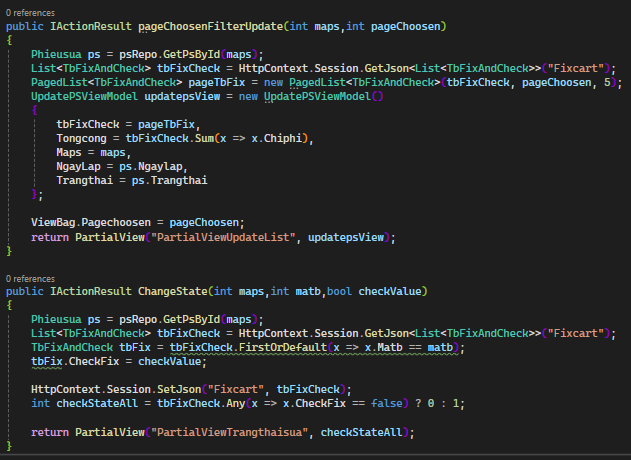 0 references
public IActionResult pageChoosenFilterUpdate(int maps,int pageChoosen)
{
Phieusua ps = psRepo.GetPsById(maps);
List<TbFixAndCheck> tbFixCheck = HttpContext.Session.GetJson<List<TbFixAndCheck>>("Fixcart");
PagedList<TbFixAndCheck> pageTbFix = new PagedList<TbFixAndCheck>(tbFixCheck, pageChoosen, 5);
UpdatePSViewModel updatepsView = new UpdatePSViewModel()
{
tbFixCheck = pageTbFix,
Tongcong = tbFixCheck.Sum(x => x.Chiphi),
Maps = maps,
NgayLap = ps.Ngaylap,
Trangthai = ps.Trangthai
};
ViewBag.Pagechoosen = pageChoosen;
return PartialView("PartialViewUpdateList", updatepsView);
}
0 references
public IActionResult ChangeState(int maps,int matb,bool checkValue)
{
Phieusua ps = psRepo.GetPsById(maps);
List<TbFixAndCheck> tbFixCheck = HttpContext.Session.GetJson<List<TbFixAndCheck>>("Fixcart");
TbFixAndCheck tbFix = tbFixCheck.FirstOrDefault(x => x.Matb == matb);
tbFix.CheckFix = checkValue;
HttpContext.Session.SetJson("Fixcart", tbFixCheck);
int checkStateAll = tbFixCheck.Any(x => x.CheckFix == false) ? 0 : 1;
return PartialView("PartialViewTrangthaisua", checkStateAll);
}